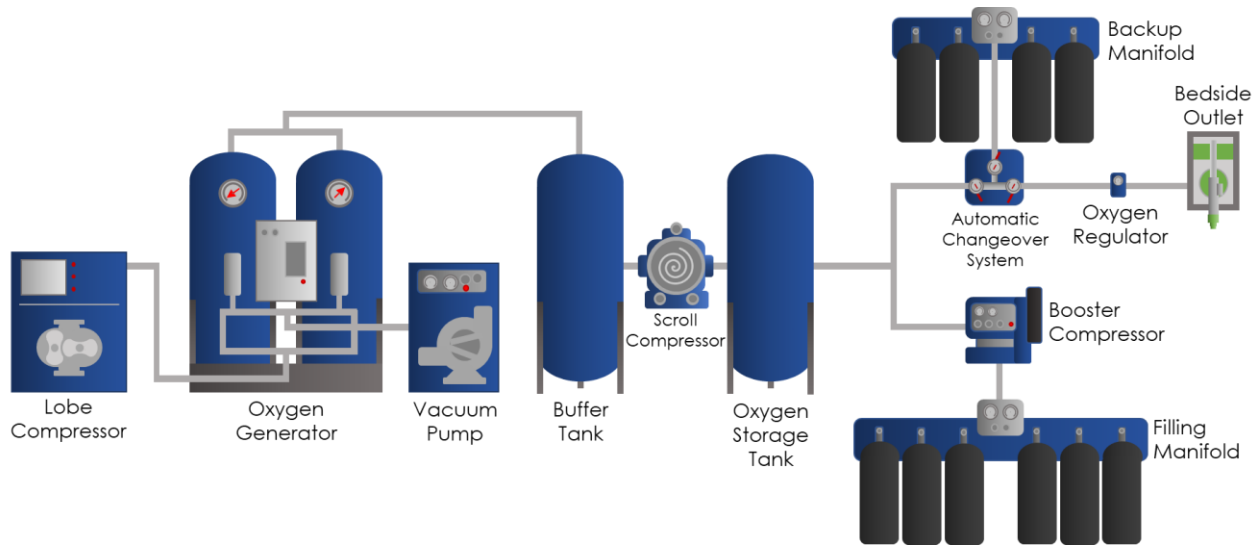 Backup
Manifold
Bedside
Outlet
Automatic
Changeover
System
Oxygen
Regulator
Lobe
Compressor
Oxygen
Generator
Vacuum
Pump
Buffer
Tank
Scroll
Compressor
Oxygen
Storage
Tank
Booster
Compressor
Filling
Manifold